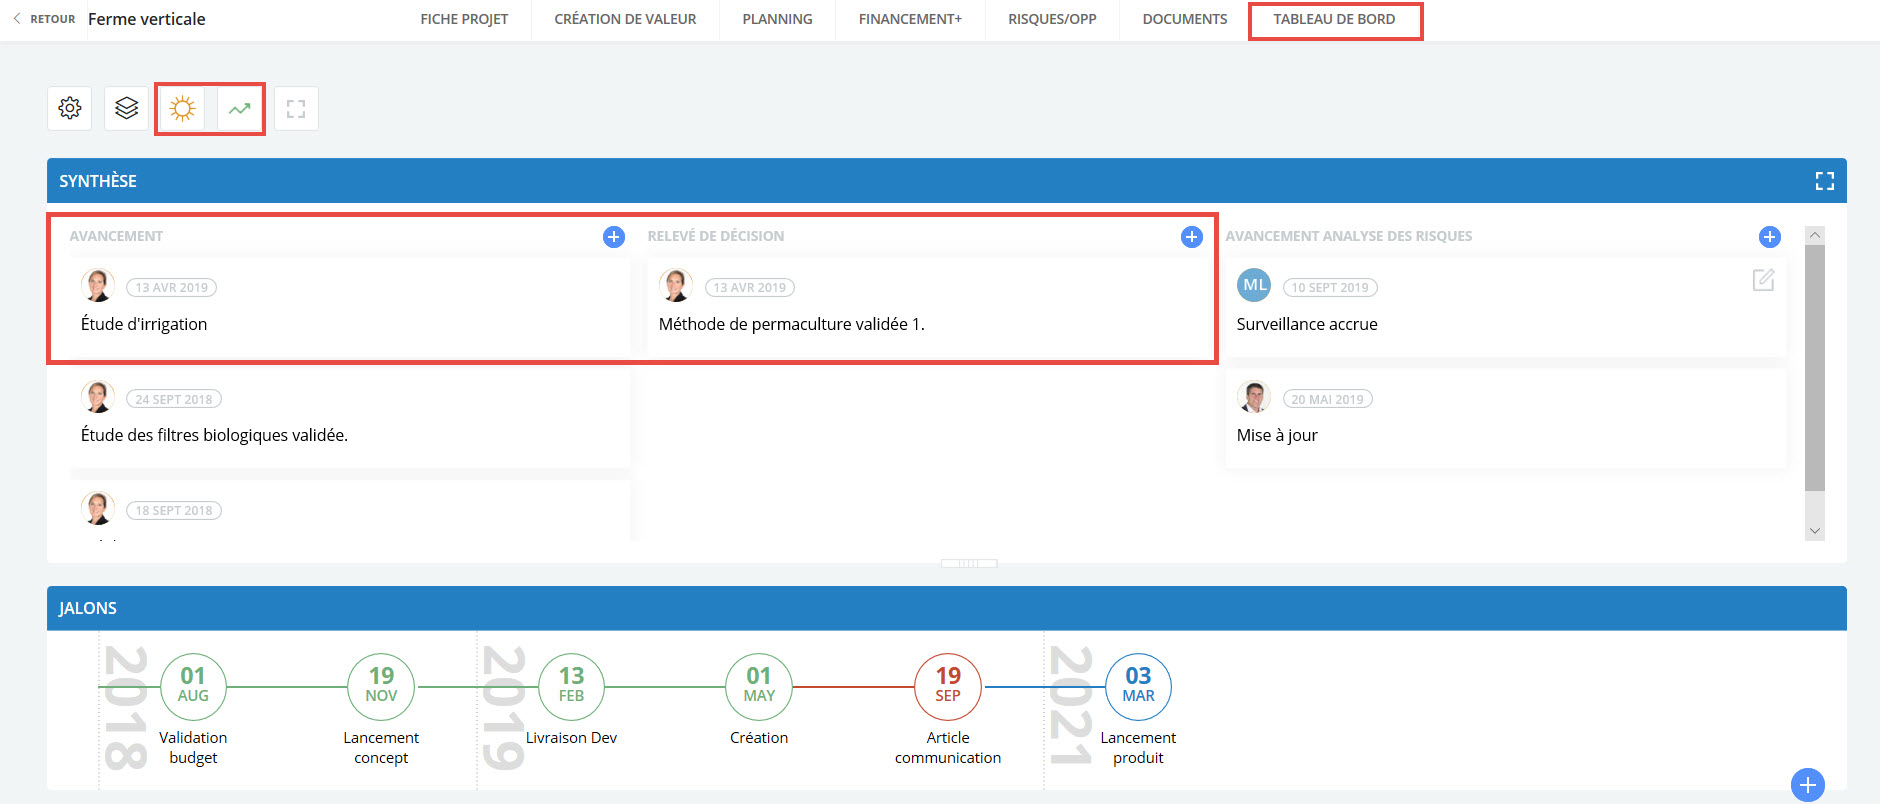 RETOUR Ferme verticale FICHE PROJET CRÉATION DE VALEUR PLANNING FINANCEMENT+ RISQUES/OPP DOCUMENTS TABLEAU DE BORD
SYNTHÈSE
AVANCEMENT RELEVÉ DE DÉCISION AVANCEMENT ANALYSE DES RISQUES
13 AVR 2019 13 AVR 2019 ML 10 SEPT 2019
Étude d'irrigation Méthode de permaculture validée 1. Surveillance accrue
24 SEPT 2018 20 MAI 2019
Étude des filtres biologiques validée. Mise à jour
18 SEPT 2018
JALONS
2018 2019 2021
01 19 13 01 19 03
AUG NOV FEB MAY SEP MAR
Validation Lancement Livraison Dev Création Article Lancement
budget concept communication produit